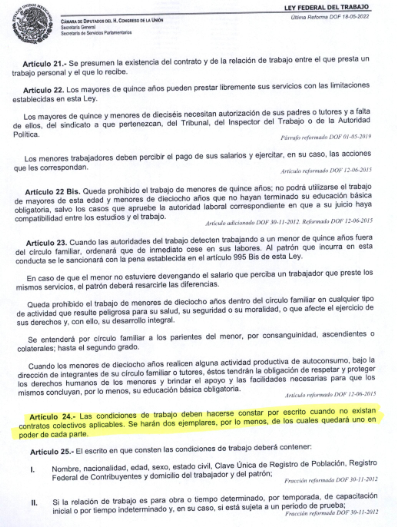 LEY FEDERAL DEL TRABAJO
CÁMARA DE DIPUTADOS DEL H. CONGRESO DE LA UNIÓN
Última Reforma DOF 18-05-2022
Secretaría General
Secretaría de Servicios Parlamentarios
Artículo 21.- Se presumen la existencia del contrato y de la relación de trabajo entre el que presta un
trabajo personal y el que lo recibe.
Artículo 22. Los mayores de quince años pueden prestar libremente sus servicios con las limitaciones
establecidas en esta Ley.
Los mayores de quince y menores de dieciséis necesitan autorización de sus padres o tutores y a falta
de ellos, del sindicato a que pertenezcan, del Tribunal, del Inspector del Trabajo o de la Autoridad
Política.
Párrafo reformado DOF 01-05-2019
Los menores trabajadores deben percibir el pago de sus salarios y ejercitar, en su caso, las acciones
que les correspondan.
Artículo reformado DOF 12-06-2015
Artículo 22 Bis. Queda prohibido el trabajo de menores de quince años; no podrá utilizarse el trabajo
de mayores de esta edad y menores de dieciocho años que no hayan terminado su educación básica
obligatoria, salvo los casos que apruebe la autoridad laboral correspondiente en que a su juicio haya
compatibilidad entre los estudios y el trabajo.
Artículo adicionado DOF 30-11-2012. Reformado DOF 12-06-2015
Artículo 23. Cuando las autoridades del trabajo detecten trabajando a un menor de quince años fuera
del círculo familiar, ordenará que de inmediato cese en sus labores. Al patrón que incurra en esta
conducta se le sancionará con la pena establecida en el artículo 995 Bis de esta Ley.
En caso de que el menor no estuviere devengando el salario que perciba un trabajador que preste los
mismos servicios, el patrón deberá resarcirle las diferencias.
Queda prohibido el trabajo de menores de dieciocho años dentro del círculo familiar en cualquier tipo
de actividad que resulte peligrosa para su salud, su seguridad o su moralidad, o que afecte el ejercicio de
sus derechos y, con ello, su desarrollo integral.
Se entenderá por círculo familiar a los parientes del menor, por consanguinidad, ascendientes o
colaterales; hasta el segundo grado.
Cuando los menores de dieciocho años realicen alguna actividad productiva de autoconsumo, bajo la
dirección de integrantes de su círculo familiar o tutores, éstos tendrán la obligación de respetar y proteger
los derechos humanos de los menores y brindar el apoyo y las facilidades necesarias para que los
mismos concluyan, por lo menos, su educación básica obligatoria.
Artículo reformado DOF 12-06-2015
Artículo 24.- Las condiciones de trabajo deben hacerse constar por escrito cuando no existan
contratos colectivos aplicables. Se harán dos ejemplares, por lo menos, de los cuales quedará uno en
poder de cada parte.
Artículo 25.- El escrito en que consten las condiciones de trabajo deberá contener:
I. Nombre, nacionalidad, edad, sexo, estado civil, Clave Única de Registro de Población, Registro
Federal de Contribuyentes y domicilio del trabajador y del patrón;
Fracción reformada DOF 30-11-2012
II. Si la relación de trabajo es para obra o tiempo determinado, por temporada, de capacitación
inicial o por tiempo indeterminado y, en su caso, si está sujeta a un periodo de prueba;
Fracción reformada DOF 30-11-2012